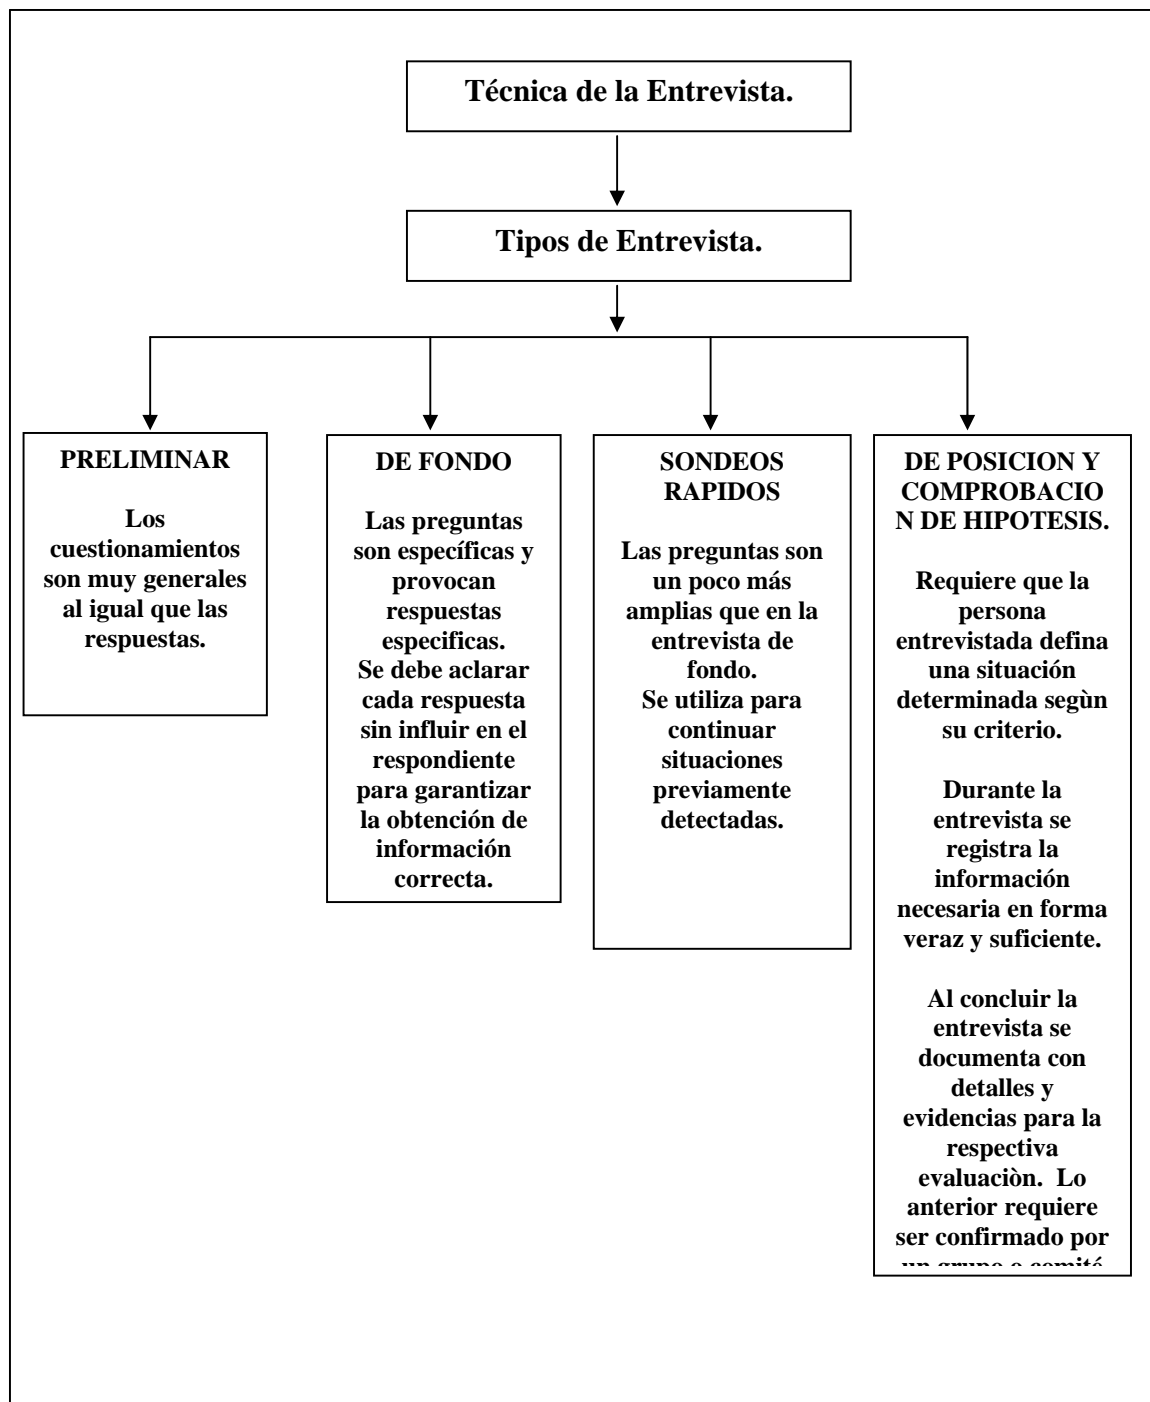 Técnica de la Entrevista.
Tipos de Entrevista.
PRELIMINAR
Los
cuestionamientos
son muy generales
al igual que las
respuestas.
DE FONDO
Las preguntas
son específicas y
provocan
respuestas
especificas.
Se debe aclarar
cada respuesta
sin influir en el
respondiente
para garantizar
la obtención de
información
correcta.
SONDEOS
RAPIDOS
Las preguntas son
un poco más
amplias que en la
entrevista de
fondo.
Se utiliza para
continuar
situaciones
previamente
detectadas.
DE POSICION Y
COMPROBACIO
N DE HIPOTESIS.
Requiere que la
persona
entrevistada defina
una situación
determinada segùn
su criterio.
Durante la
entrevista se
registra la
información
necesaria en forma
veraz y suficiente.
Al concluir la
entrevista se
documenta con
detalles y
evidencias para la
respectiva
evaluaciòn.  Lo
anterior requiere
ser confirmado por
un grupo o comité